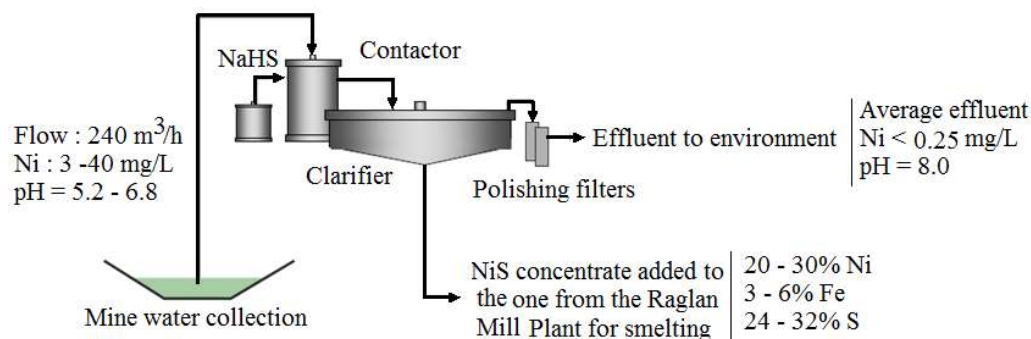 NaHS
Contactor
Flow : 240 m³/h
Ni : 3 -40 mg/L
pH = 5.2 - 6.8
Clarifier
Effluent to environment
Average effluent
Ni < 0.25 mg/L
pH = 8.0
Polishing filters
Mine water collection
NiS concentrate added to
the one from the Raglan
Mill Plant for smelting
20 - 30% Ni
3 - 6% Fe
24 - 32% S